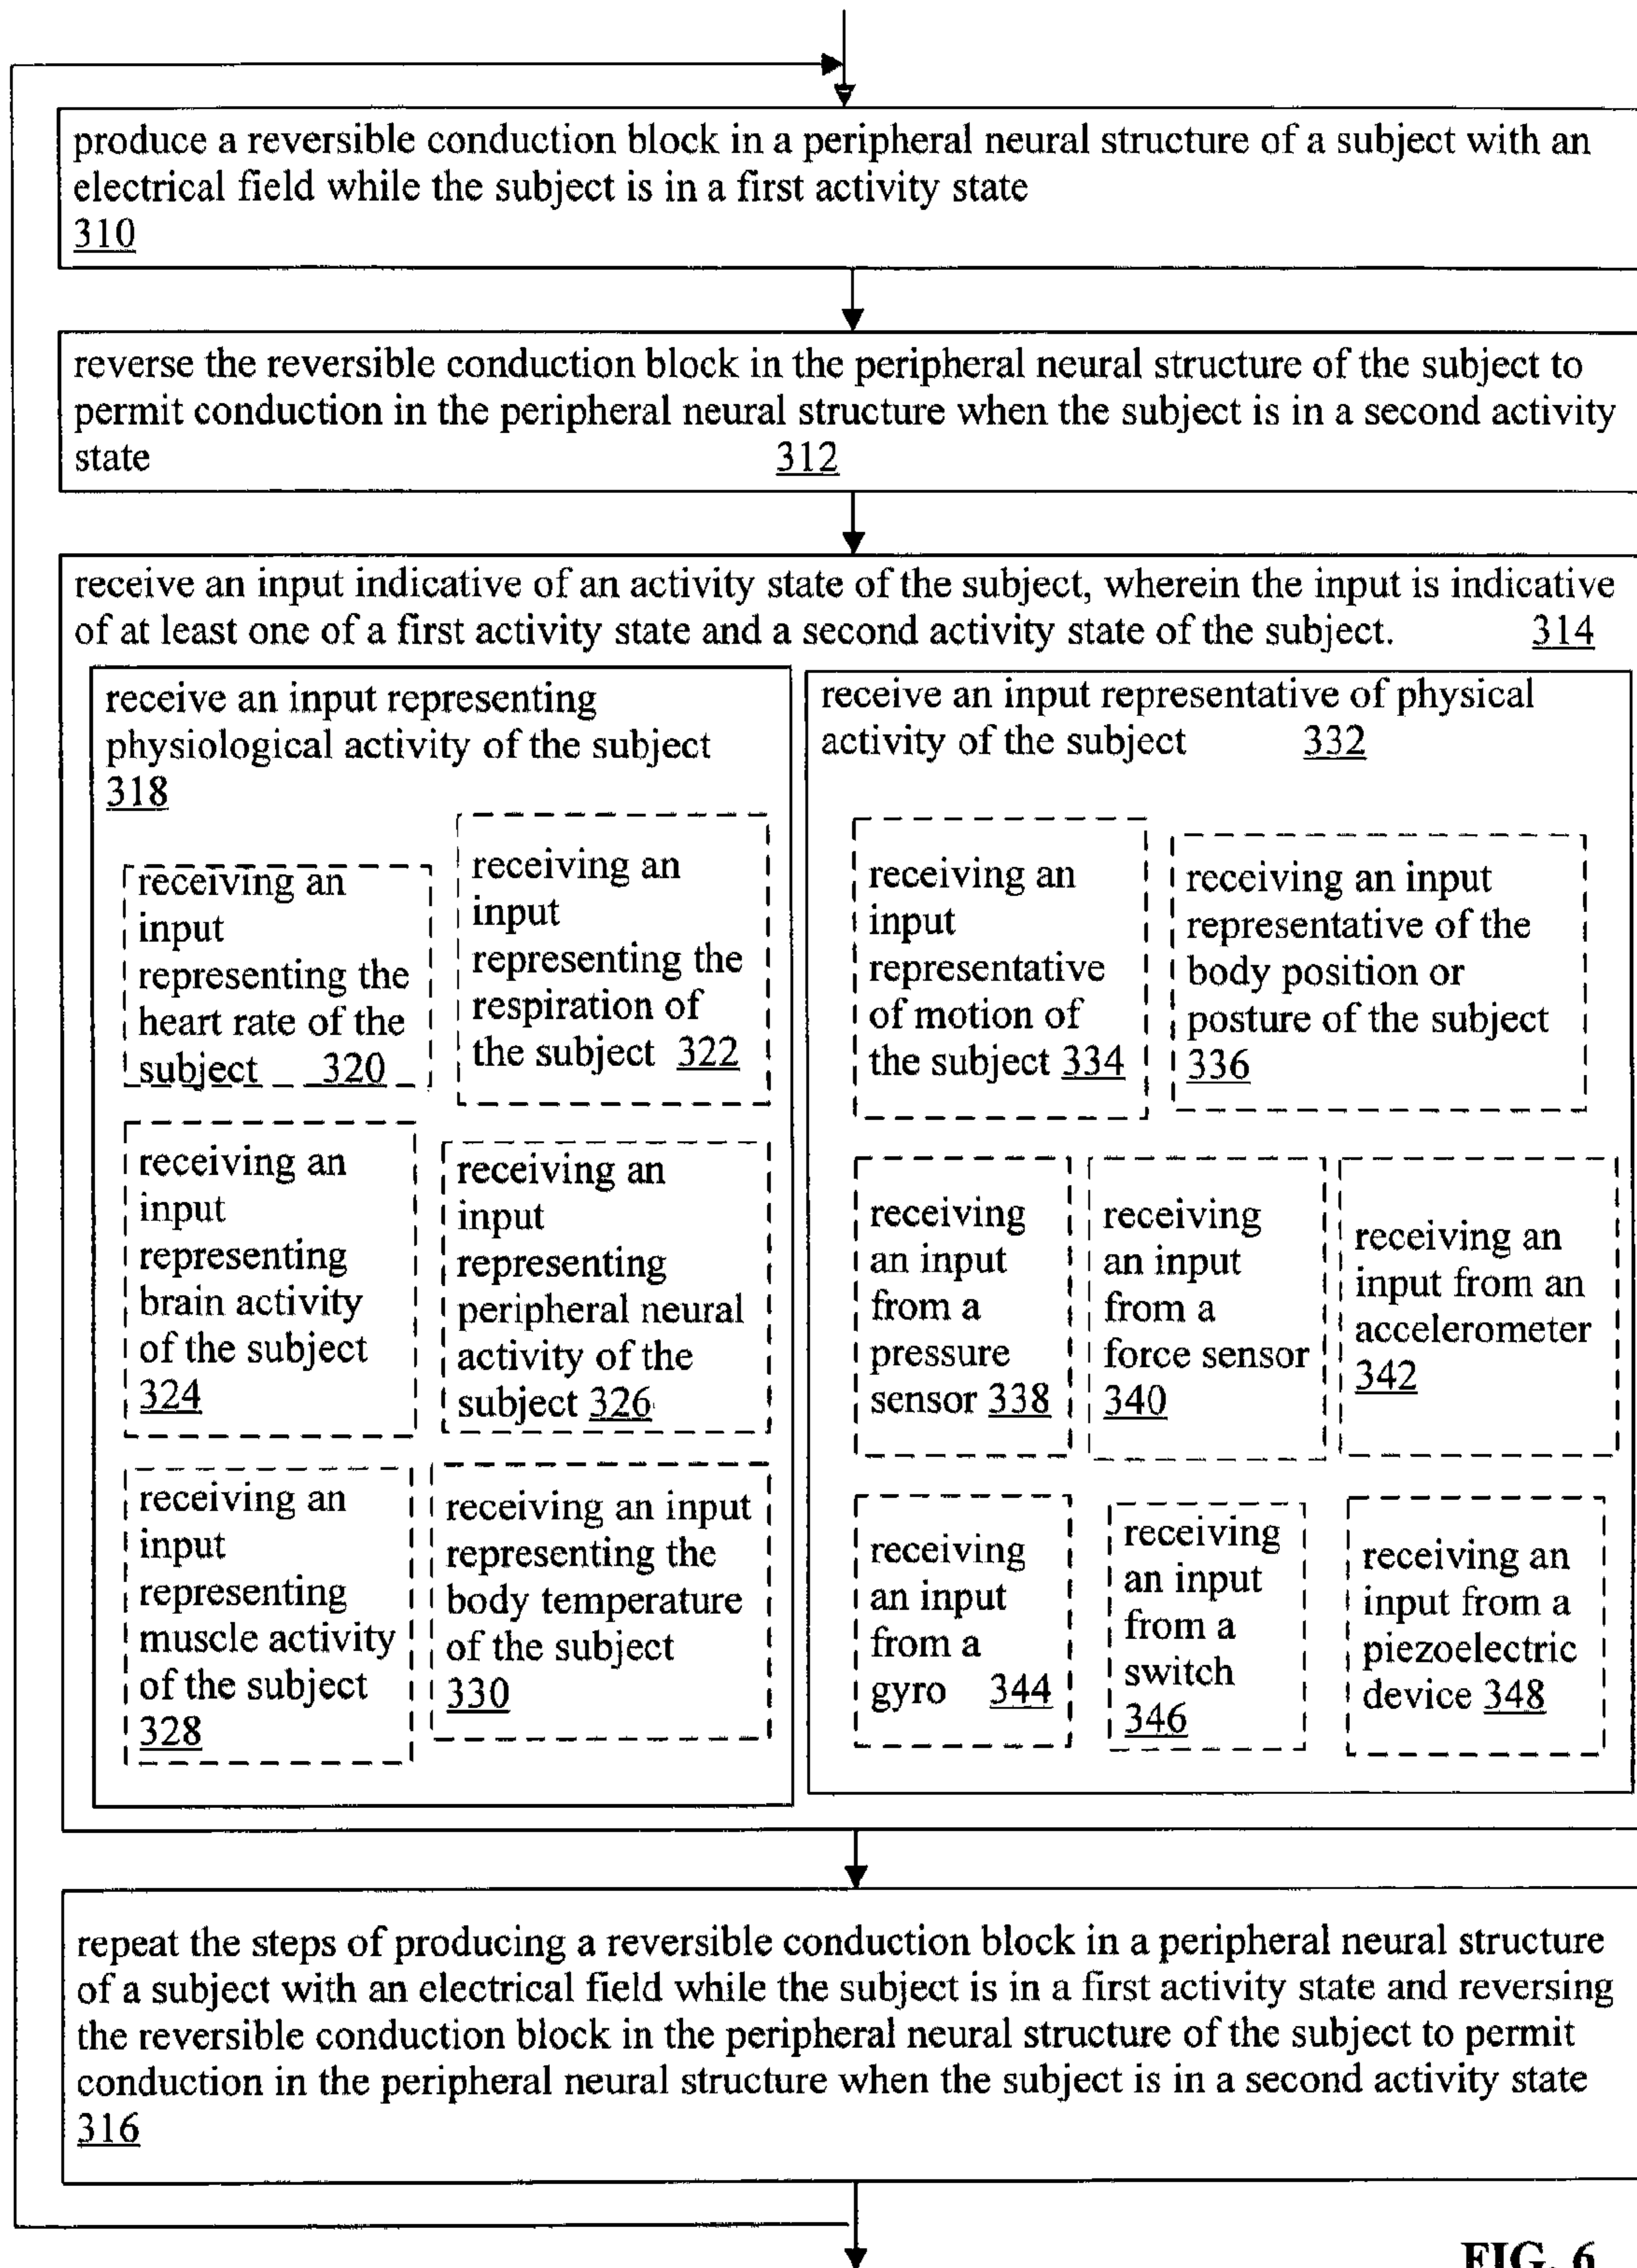 produce a reversible conduction block in a peripheral neural structure of a subject with an
electrical field while the subject is in a first activity state
310
reverse the reversible conduction block in the peripheral neural structure of the subject to
permit conduction in the peripheral neural structure when the subject is in a second activity
state 312
receive an input indicative of an activity state of the subject, wherein the input is indicative
of at least one of a first activity state and a second activity state of the subject. 314
receive an input representing
physiological activity of the subject
318
receiving an
input
representing the
heart rate of the
subject 320
receiving an
input
representing the
respiration of
the subject 322
receiving an
input
representing
brain activity
of the subject
324
receiving an
input
representing
peripheral neural
activity of the
subject 326
receiving an
input
representing
muscle activity
of the subject
328
receiving an input
representing the
body temperature
of the subject
330
receive an input representative of physical
activity of the subject 332
receiving an
input
representative
of motion of
the subject 334
receiving an input
representative of the
body position or
posture of the subject
336
receiving
an input
from a
pressure
sensor 338
receiving
an input
from a
force sensor
340
receiving an
input from an
accelerometer
342
receiving
an input
from a
gyro 344
receiving
an input
from a
switch
346
receiving an
input from a
piezoelectric
device 348
repeat the steps of producing a reversible conduction block in a peripheral neural structure
of a subject with an electrical field while the subject is in a first activity state and reversing
the reversible conduction block in the peripheral neural structure of the subject to permit
conduction in the peripheral neural structure when the subject is in a second activity state
316
FIG. 6